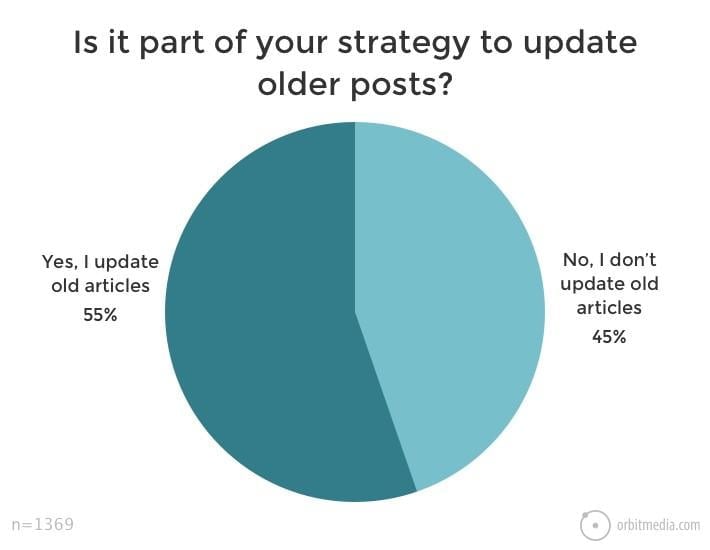 Is it part of your strategy to update
older posts?
Yes, I update
old articles
55%
No, I don’t
update old
articles
45%
n=1369
orbitmedia.com